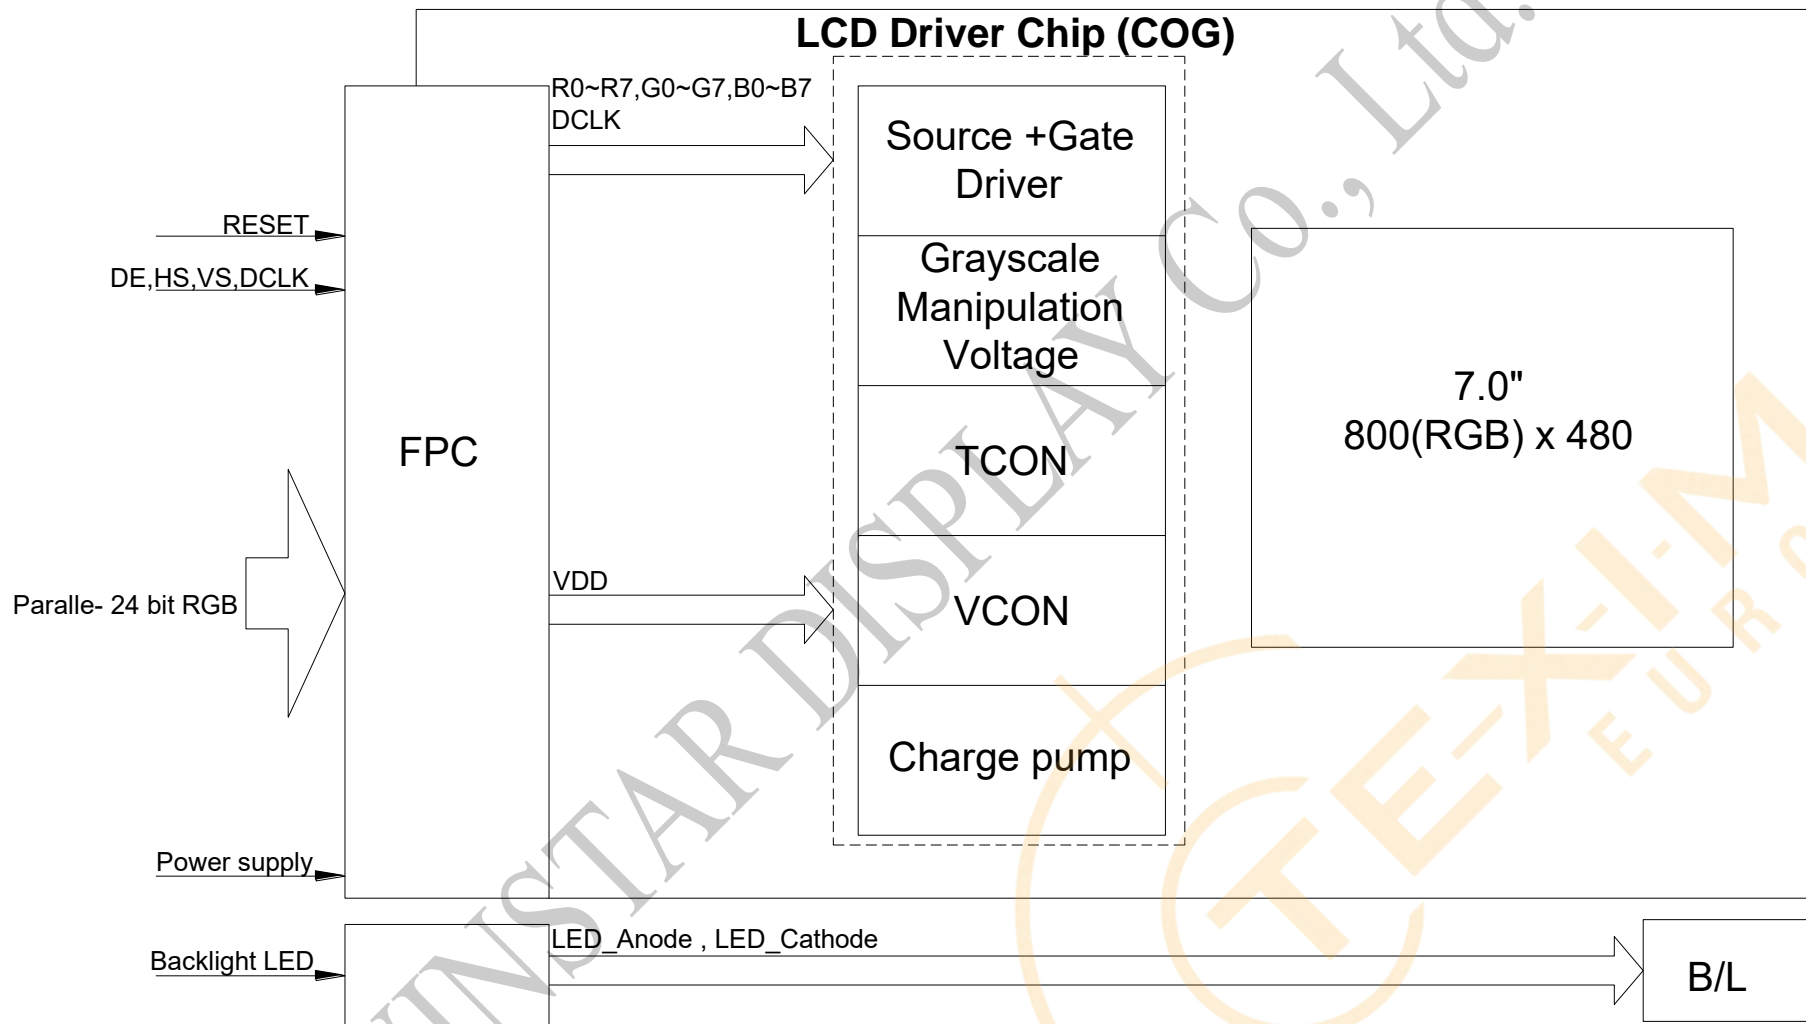 LCD Driver Chip (COG)
R0~R7,G0~G7,B0~B7
DCLK
Source +Gate
Driver
RESET
DE,HS,VS,DCLK
Grayscale
Manipulation
Voltage
7.0"
800(RGB) x 480
FPC
TCON
VDD
VCON
Paralle- 24 bit RGB
Charge pump
Power supply
LED_Anode , LED_Cathode
Backlight LED
B/L
INSTAR DISPLAY Co., Ltd.
TEXIM
EURO